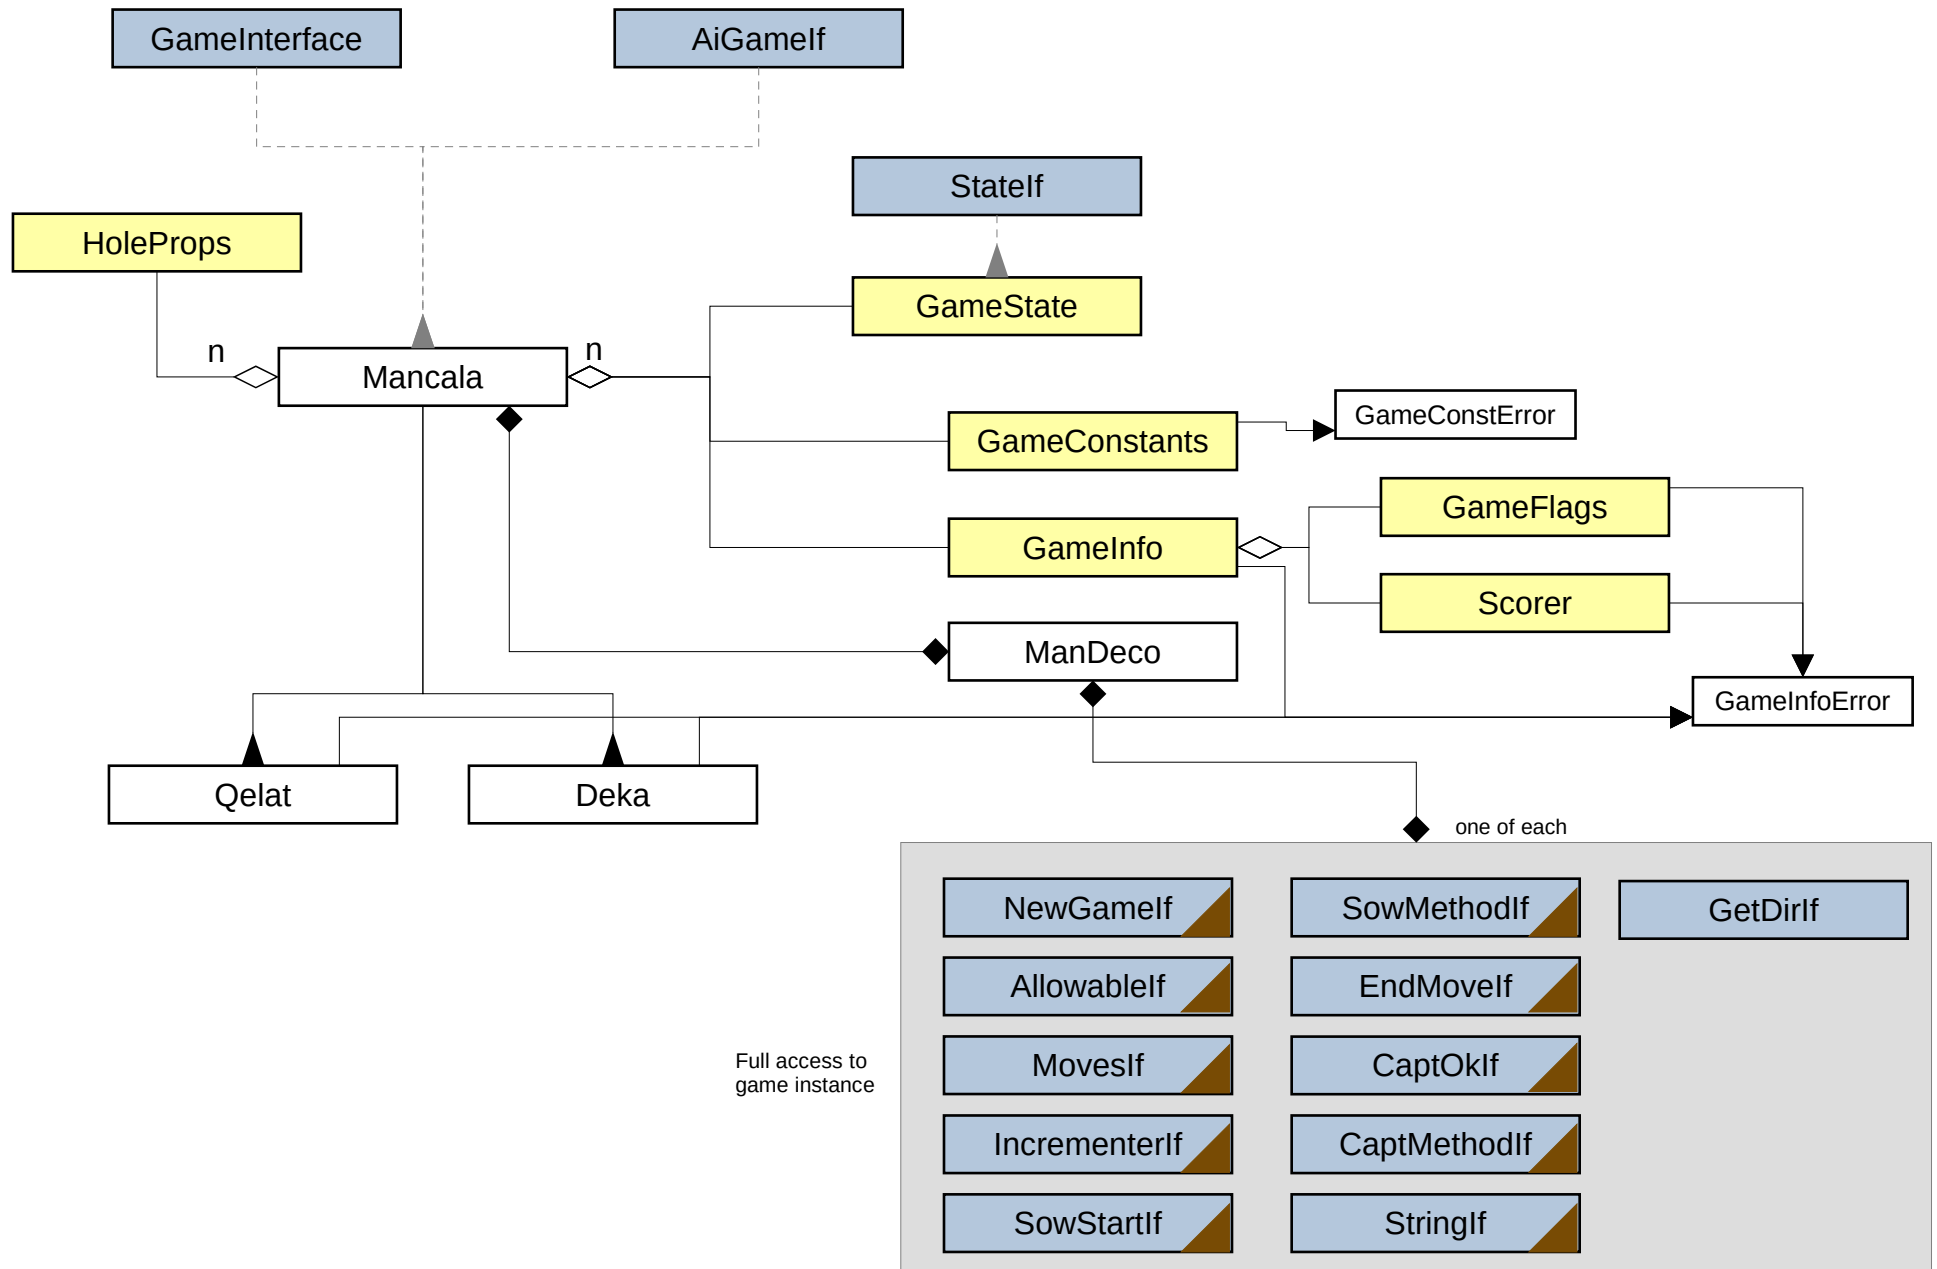 GameInterface
AiGameIf
StateIf
HoleProps
GameState
n
n
Mancala
GameConstants
GameConstError
GameFlags
GameInfo
Scorer
ManDeco
GameInfoError
Qelat
Deka
one of each
NewGameIf
SowMethodIf
GetDirIf
AllowableIf
EndMoveIf
Full access to
game instance
MovesIf
CaptOkIf
IncrementerIf
CaptMethodIf
SowStartIf
StringIf